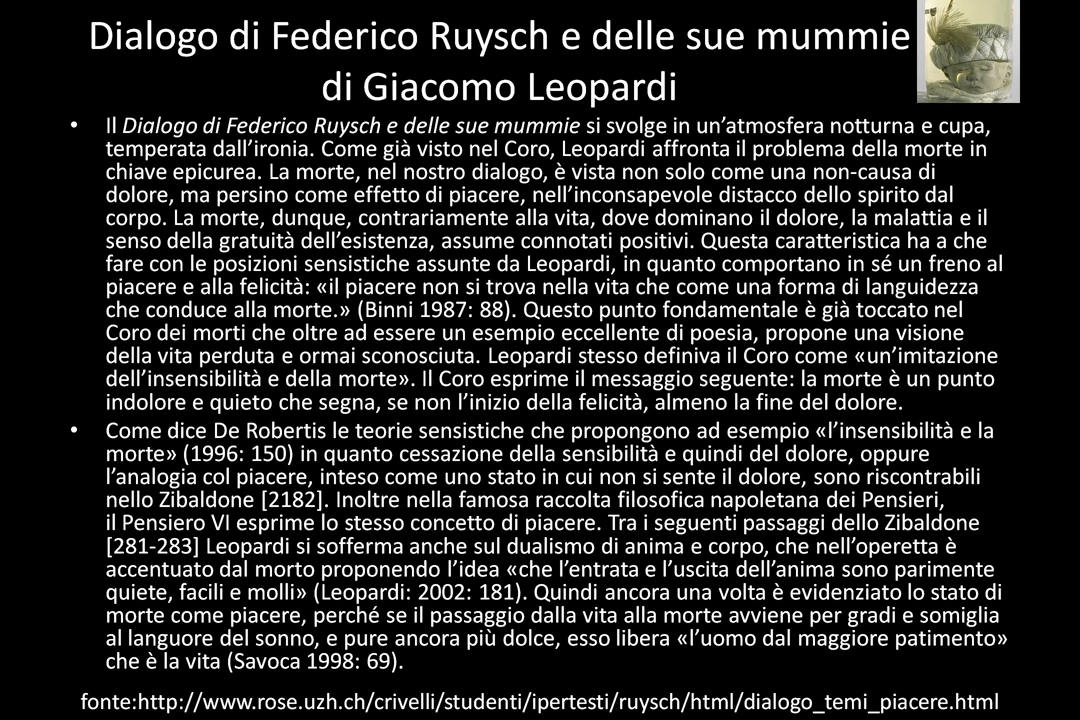 Dialogo di Federico Ruysch e delle sue mummie
di Giacomo Leopardi
• Il Dialogo di Federico Ruysch e delle sue mummie si svolge in un’atmosfera notturna e cupa,
temperata dall’ironia. Come già visto nel Coro, Leopardi affronta il problema della morte in
chiave epicurea. La morte, nel nostro dialogo, è vista non solo come una non-causa di
dolore, ma persino come effetto di piacere, nell’inconsapevole distacco dello spirito dal
corpo. La morte, dunque, contrariamente alla vita, dove dominano il dolore, la malattia e il
senso della gratuità dell’esistenza, assume connotati positivi. Questa caratteristica ha a che
fare con le posizioni sensistiche assunte da Leopardi, in quanto comportano in sé un freno al
piacere e alla felicità: «il piacere non si trova nella vita che come una forma di languidezza
che conduce alla morte.» (Binni 1987: 88). Questo punto fondamentale è già toccato nel
Coro dei morti che oltre ad essere un esempio eccellente di poesia, propone una visione
della vita perduta e ormai sconosciuta. Leopardi stesso definiva il Coro come «un’imitazione
dell’insensibilità e della morte». Il Coro esprime il messaggio seguente: la morte è un punto
indolore e quieto che segna, se non l’inizio della felicità, almeno la fine del dolore.
• Come dice De Robertis le teorie sensistiche che propongono ad esempio «l’insensibilità e la
morte» (1996: 150) in quanto cessazione della sensibilità e quindi del dolore, oppure
l’analogia col piacere, inteso come uno stato in cui non si sente il dolore, sono riscontrabili
nello Zibaldone [2182]. Inoltre nella famosa raccolta filosofica napoletana dei Pensieri,
il Pensiero VI esprime lo stesso concetto di piacere. Tra i seguenti passaggi dello Zibaldone
[281-283] Leopardi si sofferma anche sul dualismo di anima e corpo, che nell’operetta è
accentuato dal morto proponendo l’idea «che l’entrata e l’uscita dell’anima sono parimente
quiete, facili e molli» (Leopardi: 2002: 181). Quindi ancora una volta è evidenziato lo stato di
morte come piacere, perché se il passaggio dalla vita alla morte avviene per gradi e somiglia
al languore del sonno, e pure ancora più dolce, esso libera «l’uomo dal maggiore patimento»
che è la vita (Savoca 1998: 69).
fonte:http://www.rose.uzh.ch/crivelli/studenti/ipertesti/ruysch/html/dialogo_temi_piacere.html